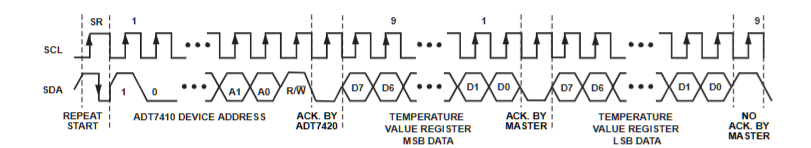 SR 1 9 1 9
SCL
SDA 1 0 A1 A0 R/W̅ D7 D6 D1 D0 D7 D6 D1 D0
REPEAT
START
ADT7410 DEVICE ADDRESS
ACK. BY
ADT7420
TEMPERATURE
VALUE REGISTER
MSB DATA
ACK. BY
MASTER
TEMPERATURE
VALUE REGISTER
LSB DATA
NO
ACK. BY
MASTER